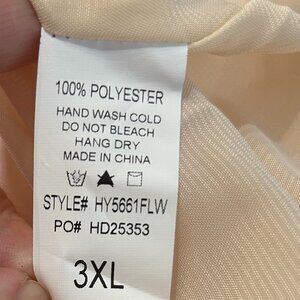 100% POLYESTER
HAND WASH COLD
DO NOT BLEACH
HANG DRY
MADE IN CHINA
STYLE# HY5661FLW
PO# HD25353
3XL